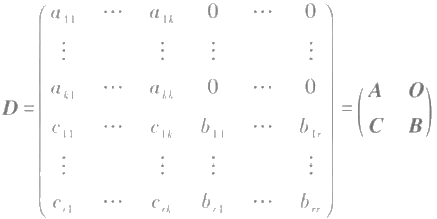 a₁₁ ⋯ a₁ₖ 0 ⋯ 0
⋮ ⋮ ⋮ ⋮
aₖ₁ ⋯ aₖₖ 0 ⋯ 0
D = = ( A O
c₁₁ ⋯ c₁ₖ b₁₁ ⋯ b₁ᵣ
C B )
⋮ ⋮ ⋮ ⋮
cᵣ₁ ⋯ cᵣₖ bᵣ₁ ⋯ bᵣᵣ